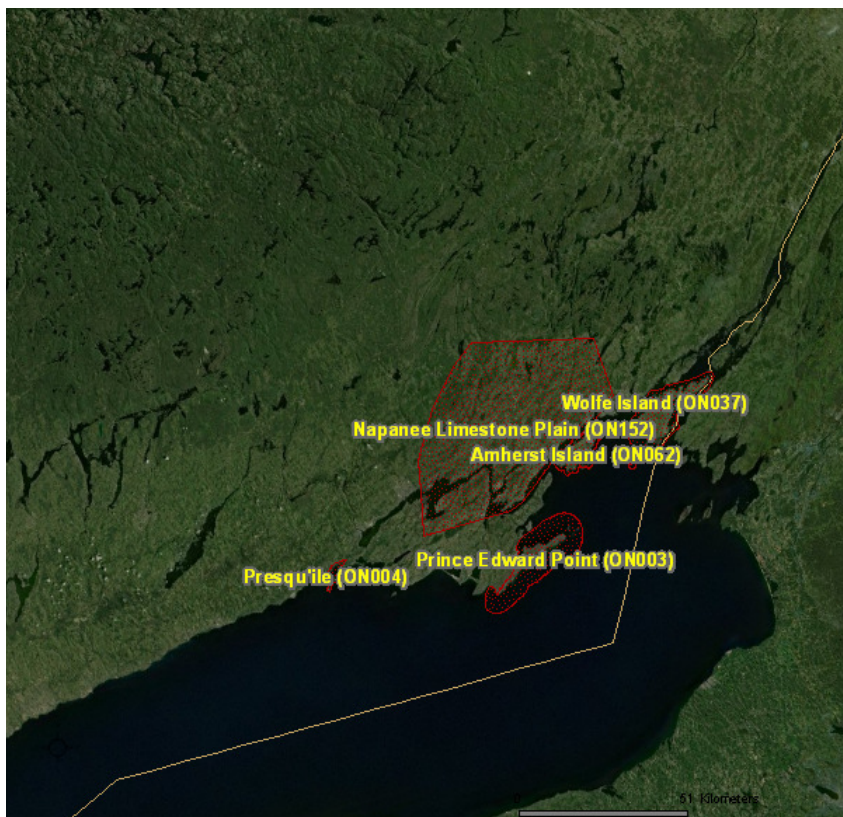 Wolfe Island (ON037)
Napanee Limestone Plain (ON152)
Amherst Island (ON062)
Prince Edward Point (ON003)
Presqu'ile (ON004)
0 51 Kilometers